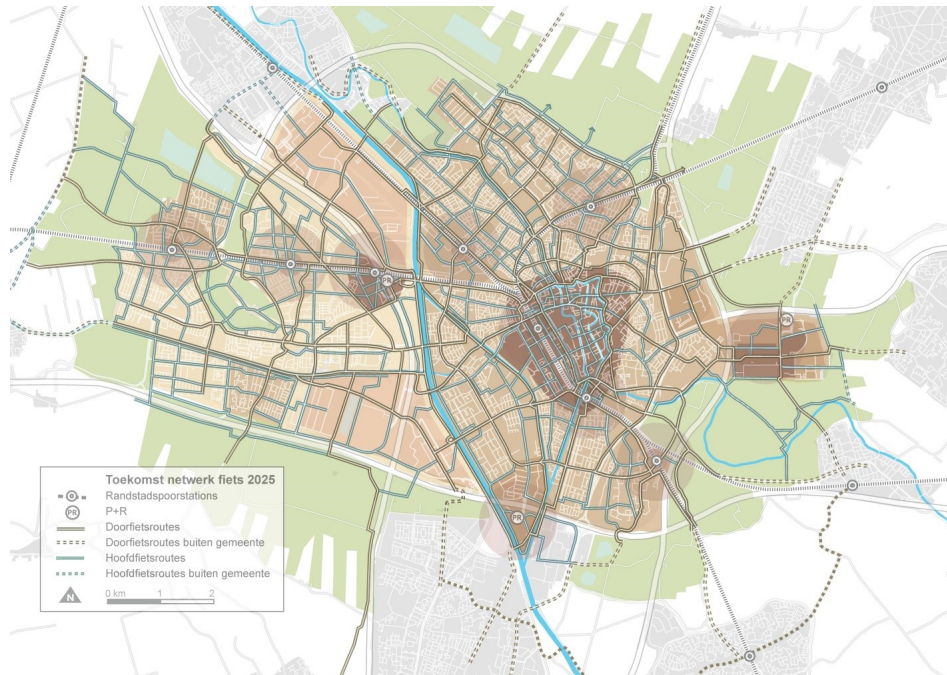 PR
PR
PR
Toekomst netwerk fiets 2025
Randstadspoorstations
PR P+R
Doorfietsroutes
Doorfietsroutes buiten gemeente
Hoofdfietsroutes
Hoofdfietsroutes buiten gemeente
N 0 km 1 2